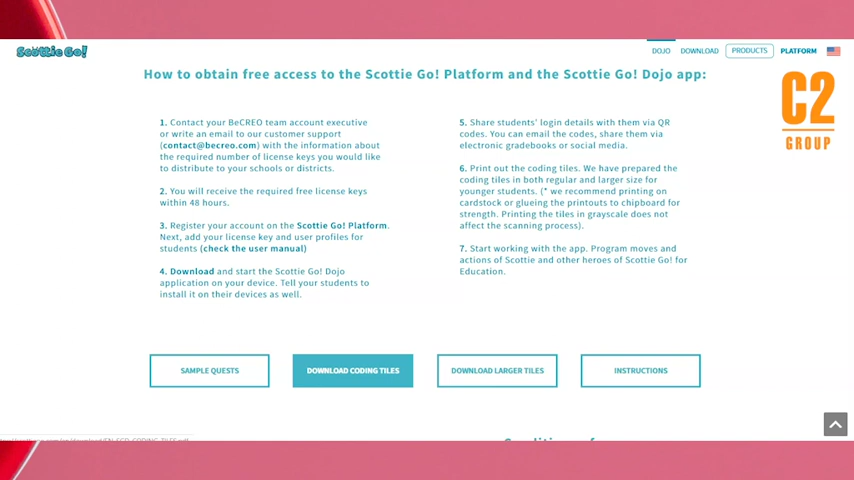 Scottie Go!
DOJO
DOWNLOAD
PRODUCTS
PLATFORM
How to obtain free access to the Scottie Go! Platform and the Scottie Go! Dojo app:
C2
GROUP
1. Contact your BeCREO team account executive
or write an email to our customer support
(contact@becreo.com) with the information about
the required number of license keys you would like
to distribute to your schools or districts.
2. You will receive the required free license keys
within 48 hours.
3. Register your account on the Scottie Go! Platform.
Next, add your license key and user profiles for
students (check the user manual)
4. Download and start the Scottie Go! Dojo
application on your device. Tell your students to
install it on their devices as well.
5. Share students' login details with them via QR
codes. You can email the codes, share them via
electronic gradebooks or social media.
6. Print out the coding tiles. We have prepared the
coding tiles in both regular and larger size for
younger students. (* we recommend printing on
cardstock or glueing the printouts to chipboard for
strength. Printing the tiles in grayscale does not
affect the scanning process).
7. Start working with the app. Program moves and
actions of Scottie and other heroes of Scottie Go! for
Education.
SAMPLE QUESTS
DOWNLOAD CODING TILES
DOWNLOAD LARGER TILES
INSTRUCTIONS